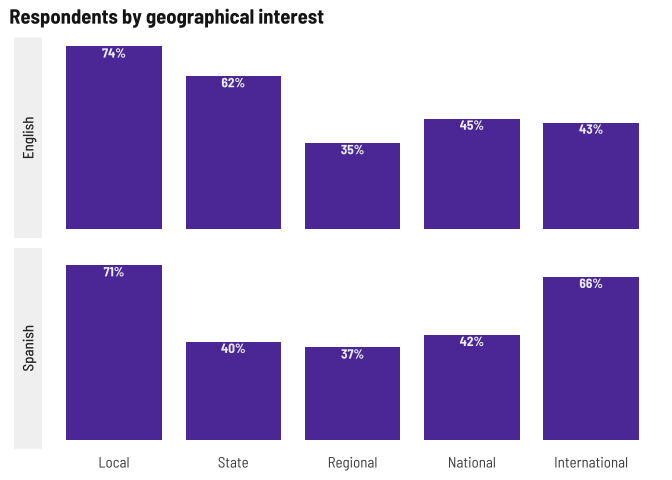 Respondents by geographical interest
English
74%
62%
35%
45%
43%
Spanish
71%
40%
37%
42%
66%
Local
State
Regional
National
International